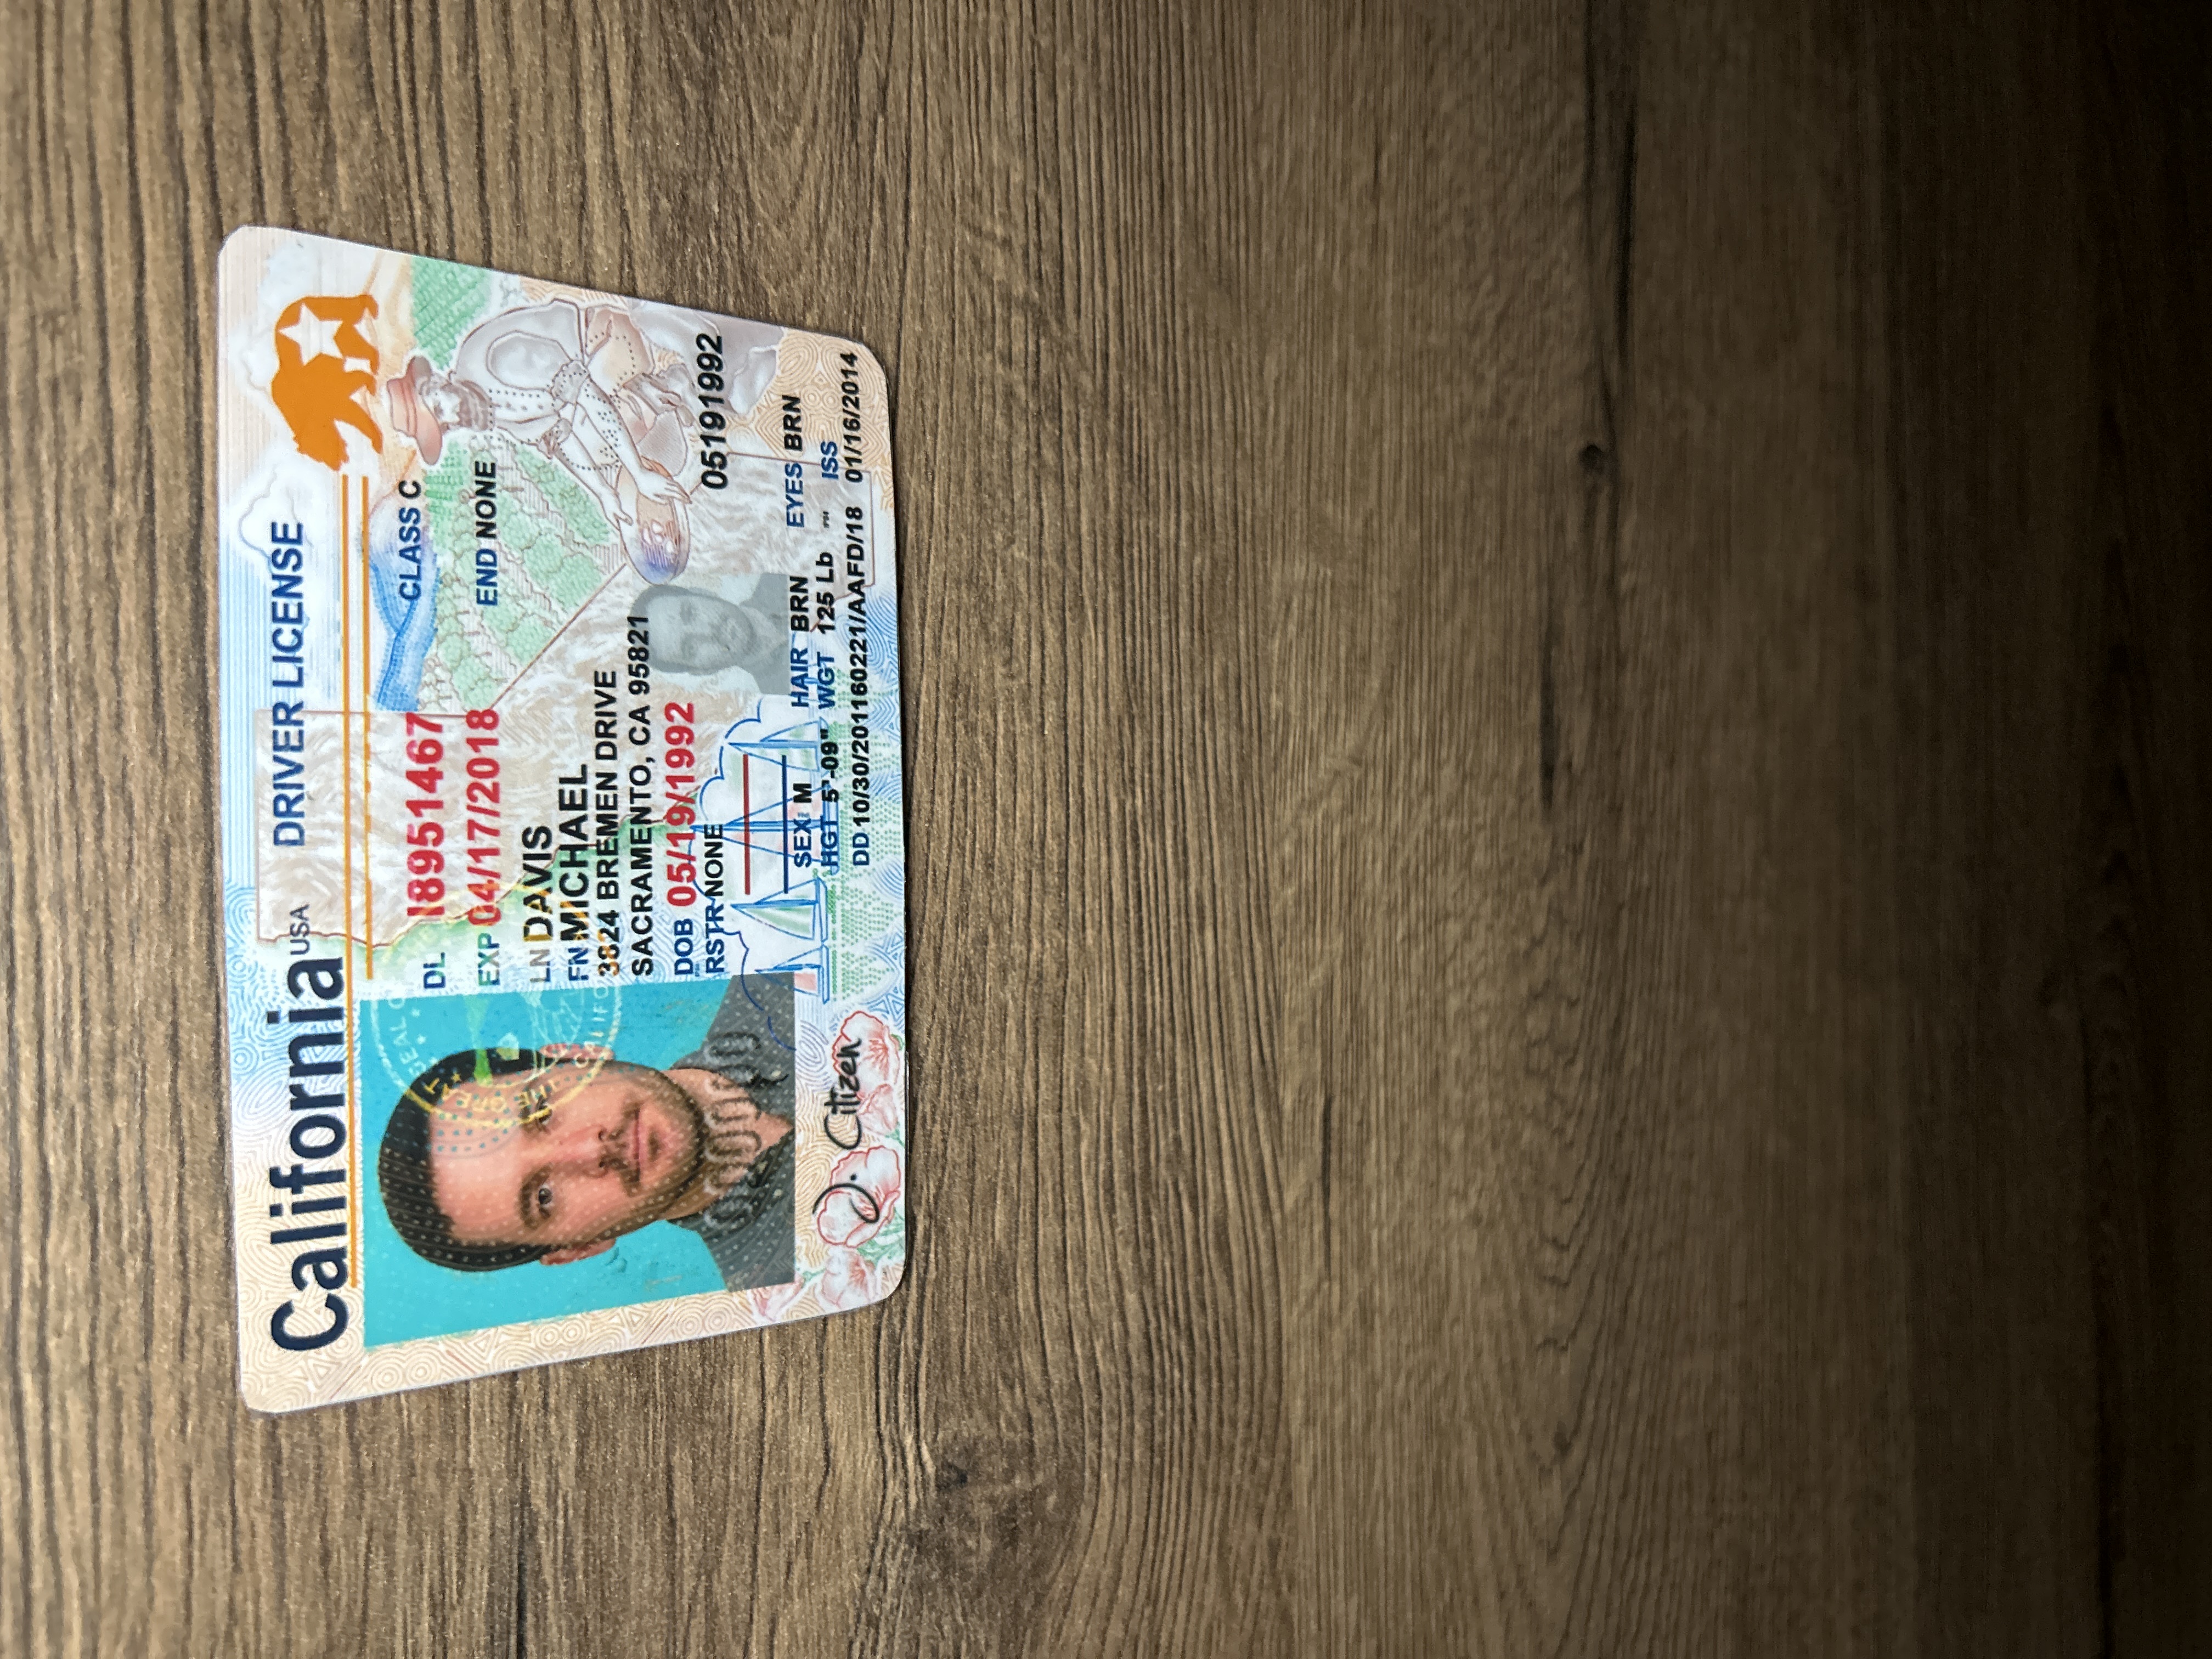 California USA DRIVER LICENSE
DL I8951467 CLASS C
EXP 04/17/2018 END NONE
LN DAVIS
FN MICHAEL
3824 BREMEN DRIVE
SACRAMENTO, CA 95821
DOB 05/19/1992
RSTR NONE 05191992
SEX M HAIR BRN EYES BRN
HGT 5'-09" WGT 125 Lb ISS
DD 10/30/201160221/AAFD/18 01/16/2014
J. Citizen